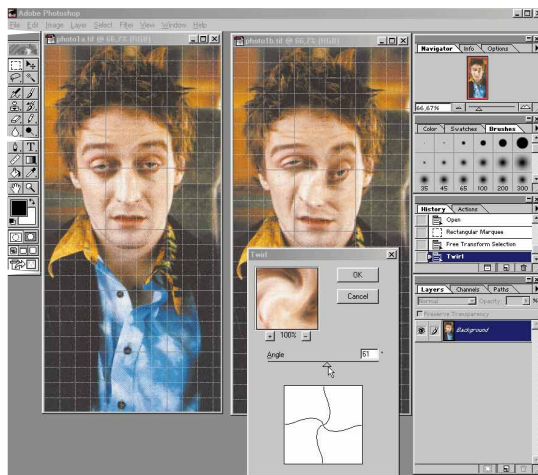 Adobe Photoshop
File Edit Image Layer Select Filter View Window Help
photo1a.tif @ 66,7% (RGB)
photo1b.tif @ 66,7% (RGB)
Navigator Info Options
66,67%
Color Swatches Brushes
35 45 65 100 200 300
History Actions
Open
Rectangular Marquee
Free Transform Selection
Twirl
Layers Channels Paths
Normal Opacity: %
Preserve Transparency
Background
Twirl
OK
Cancel
+ 100% -
Angle 51 °